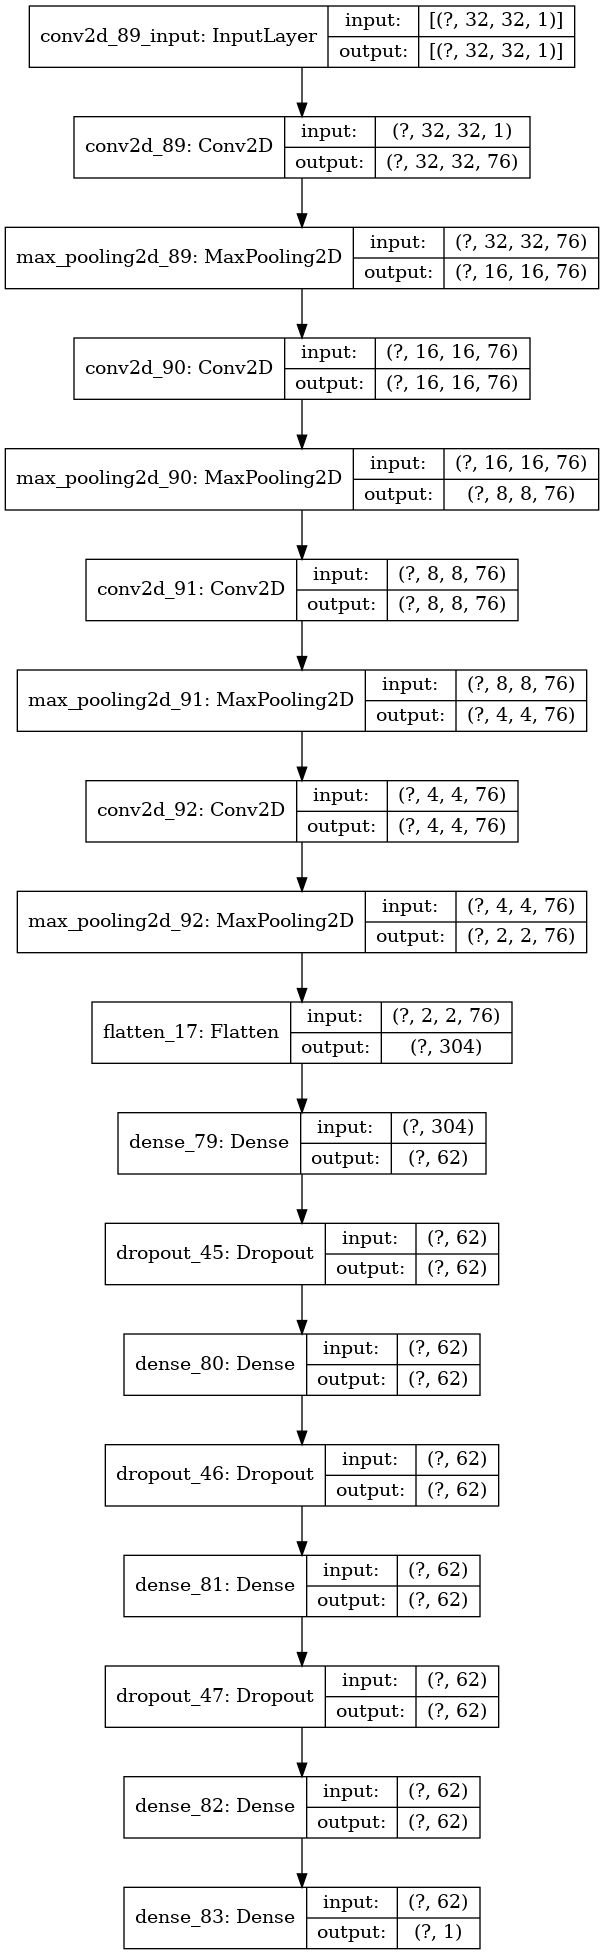 conv2d_89_input: InputLayer
input: [(?, 32, 32, 1)]
output: [(?, 32, 32, 1)]
conv2d_89: Conv2D
input: (?, 32, 32, 1)
output: (?, 32, 32, 76)
max_pooling2d_89: MaxPooling2D
input: (?, 32, 32, 76)
output: (?, 16, 16, 76)
conv2d_90: Conv2D
input: (?, 16, 16, 76)
output: (?, 16, 16, 76)
max_pooling2d_90: MaxPooling2D
input: (?, 16, 16, 76)
output: (?, 8, 8, 76)
conv2d_91: Conv2D
input: (?, 8, 8, 76)
output: (?, 8, 8, 76)
max_pooling2d_91: MaxPooling2D
input: (?, 8, 8, 76)
output: (?, 4, 4, 76)
conv2d_92: Conv2D
input: (?, 4, 4, 76)
output: (?, 4, 4, 76)
max_pooling2d_92: MaxPooling2D
input: (?, 4, 4, 76)
output: (?, 2, 2, 76)
flatten_17: Flatten
input: (?, 2, 2, 76)
output: (?, 304)
dense_79: Dense
input: (?, 304)
output: (?, 62)
dropout_45: Dropout
input: (?, 62)
output: (?, 62)
dense_80: Dense
input: (?, 62)
output: (?, 62)
dropout_46: Dropout
input: (?, 62)
output: (?, 62)
dense_81: Dense
input: (?, 62)
output: (?, 62)
dropout_47: Dropout
input: (?, 62)
output: (?, 62)
dense_82: Dense
input: (?, 62)
output: (?, 62)
dense_83: Dense
input: (?, 62)
output: (?, 1)